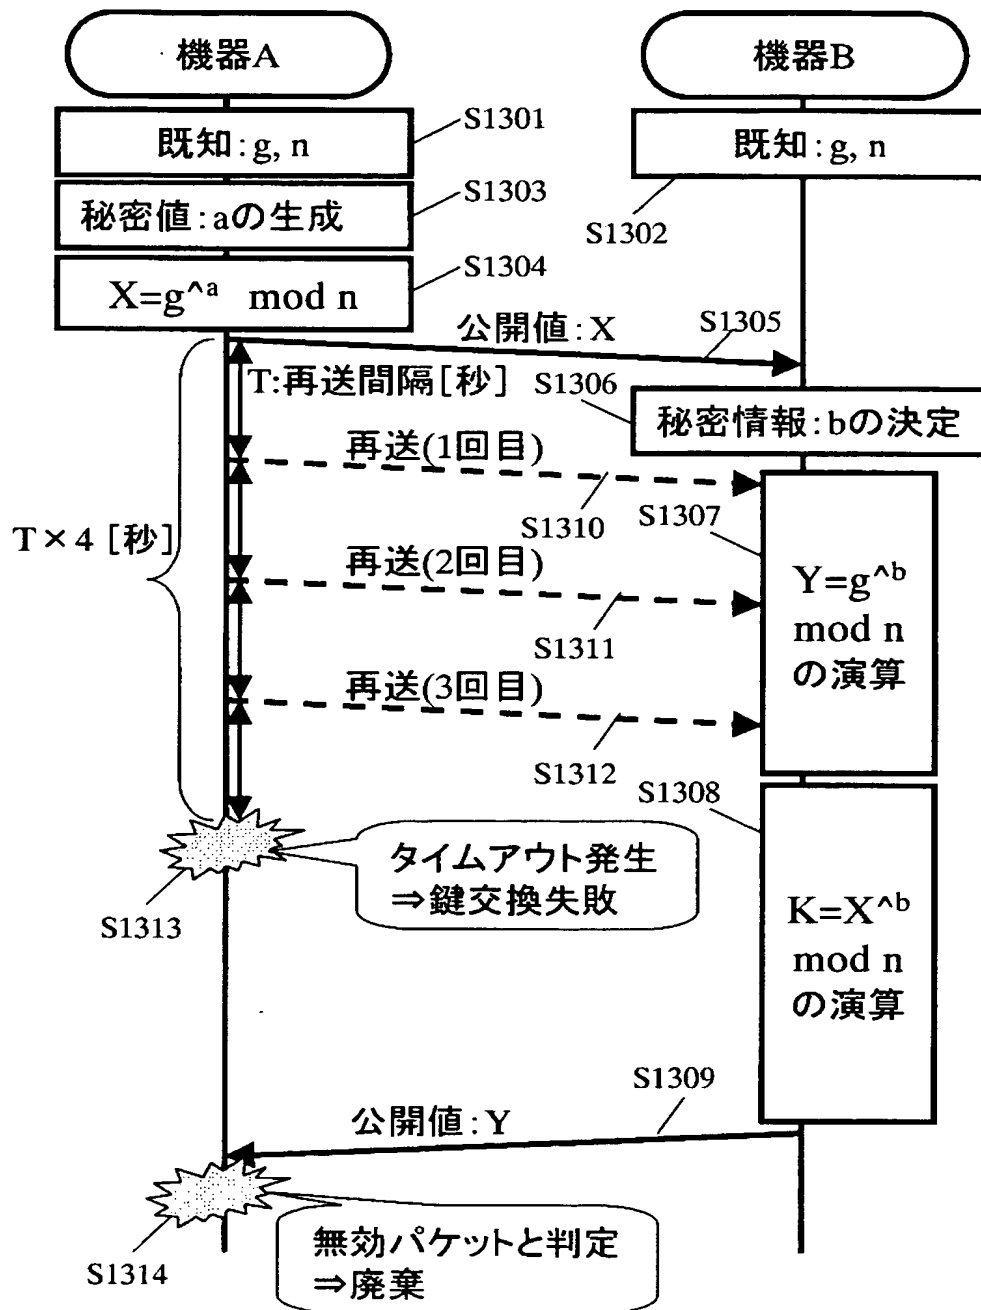 機器A
機器B
既知:g, n
S1301
既知:g, n
S1302
秘密値:aの生成
S1303
X=g^a mod n
S1304
公開値:X
S1305
T:再送間隔[秒]
S1306
秘密情報:bの決定
再送(1回目)
S1310
S1307
T×4 [秒]
Y=g^b
mod n
の演算
再送(2回目)
S1311
再送(3回目)
S1312
S1308
タイムアウト発生
⇒鍵交換失敗
S1313
K=X^b
mod n
の演算
S1309
公開値:Y
無効パケットと判定
⇒廃棄
S1314